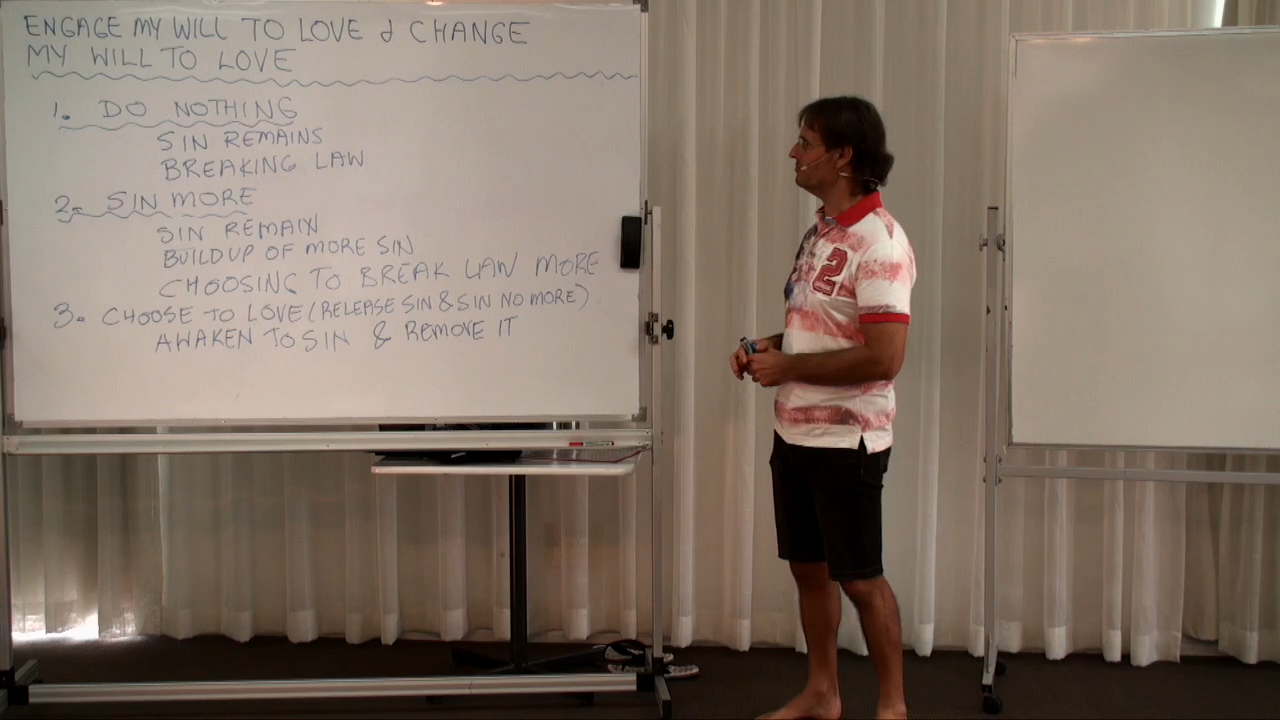 ENGAGE MY WILL TO LOVE & CHANGE
MY WILL TO LOVE
1. DO NOTHING
SIN REMAINS
BREAKING LAW
2. SIN MORE
SIN REMAIN
BUILDUP OF MORE SIN
CHOOSING TO BREAK LAW MORE
3. CHOOSE TO LOVE (RELEASE SIN & SIN NO MORE)
AWAKEN TO SIN & REMOVE IT
2